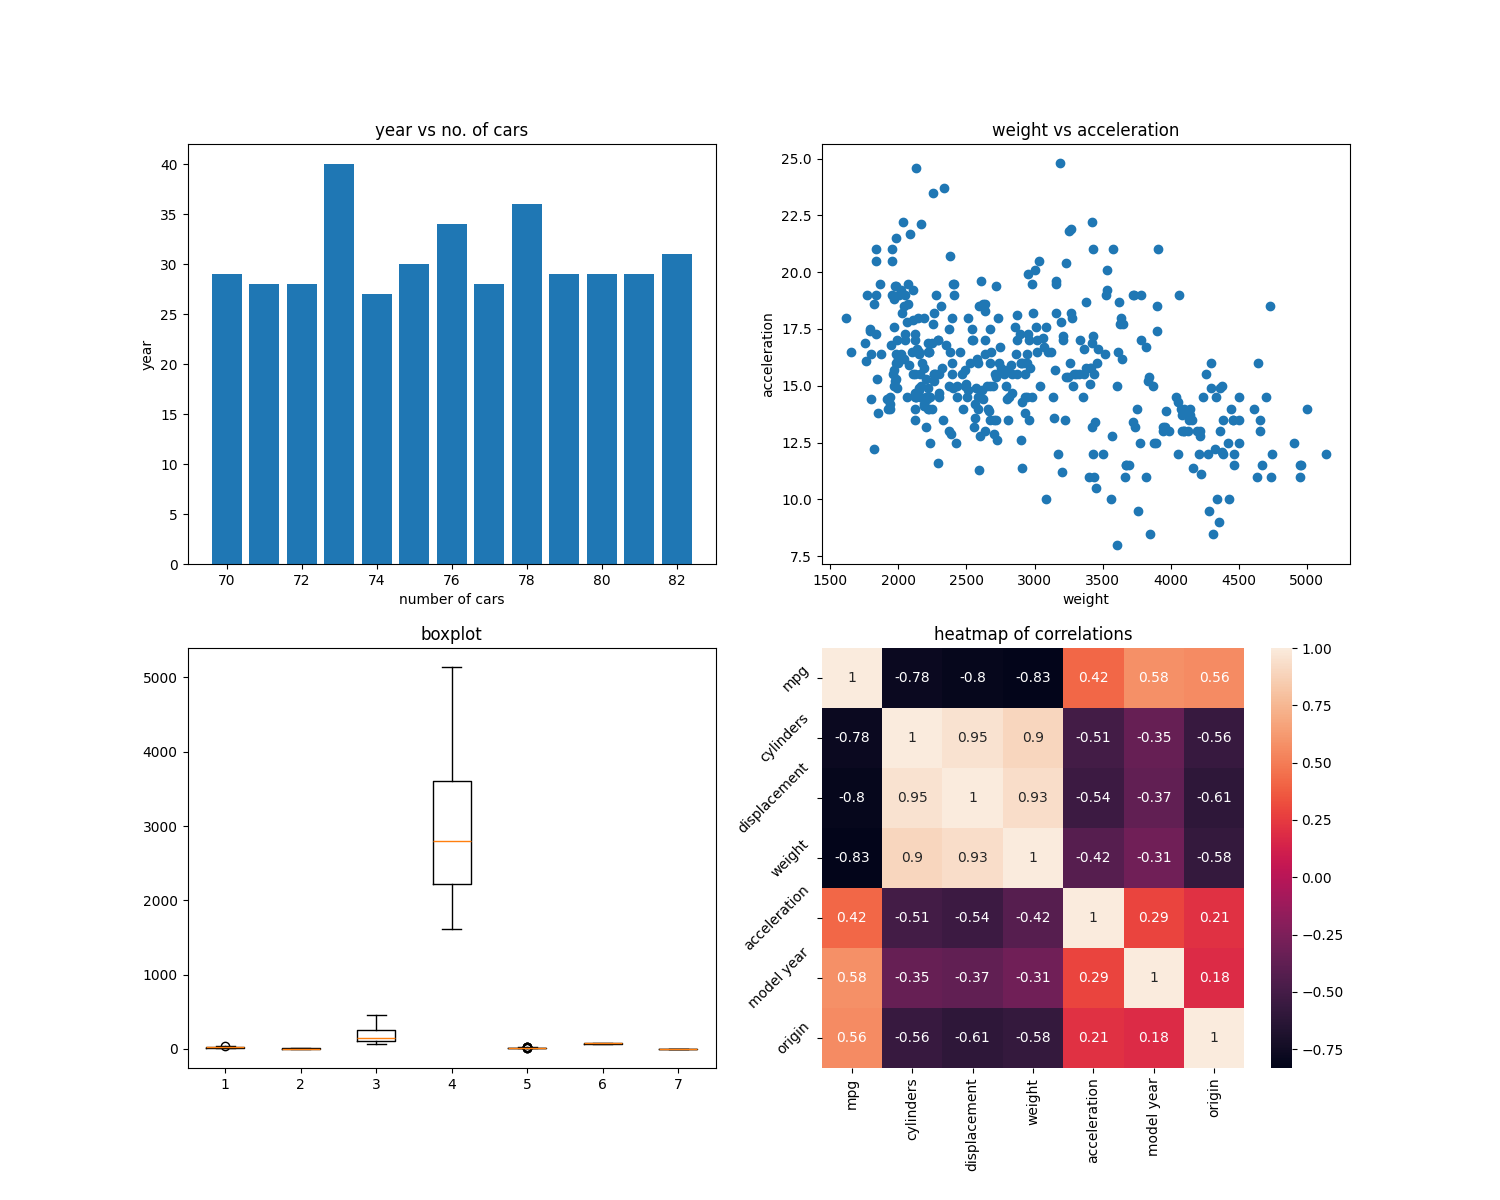 year vs no. of cars
40
35
30
25
20
15
10
5
0
year
70 72 74 76 78 80 82
number of cars
weight vs acceleration
25.0
22.5
20.0
17.5
15.0
12.5
10.0
7.5
acceleration
1500 2000 2500 3000 3500 4000 4500 5000
weight
boxplot
5000
4000
3000
2000
1000
0
1 2 3 4 5 6 7
heatmap of correlations
mpg 1 -0.78 -0.8 -0.83 0.42 0.58 0.56
cylinders -0.78 1 0.95 0.9 -0.51 -0.35 -0.56
displacement -0.8 0.95 1 0.93 -0.54 -0.37 -0.61
weight -0.83 0.9 0.93 1 -0.42 -0.31 -0.58
acceleration 0.42 -0.51 -0.54 -0.42 1 0.29 0.21
model year 0.58 -0.35 -0.37 -0.31 0.29 1 0.18
origin 0.56 -0.56 -0.61 -0.58 0.21 0.18 1
mpg cylinders displacement weight acceleration model year origin
1.00
0.75
0.50
0.25
0.00
−0.25
−0.50
−0.75